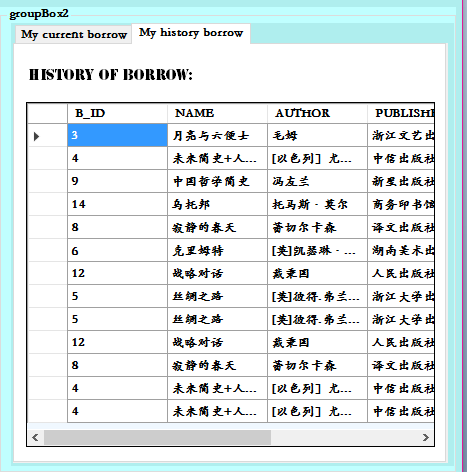 groupBox2
My current borrow My history borrow
HISTORY OF BORROW:
B_ID NAME AUTHOR PUBLISHE
3 月亮与六便士 毛姆 浙江文艺出
4 未来简史+人... [以色列] 尤... 中信出版社
9 中国哲学简史 冯友兰 新星出版社
14 乌托邦 托马斯·莫尔 商务印书馆
8 寂静的春天 蕾切尔卡森 译文出版社
6 克里姆特 [英]凯瑟琳·... 湖南美术出
12 战略对话 戴秉国 人民出版社
5 丝绸之路 [英]彼得.弗兰... 浙江大学出
5 丝绸之路 [英]彼得.弗兰... 浙江大学出
12 战略对话 戴秉国 人民出版社
8 寂静的春天 蕾切尔卡森 译文出版社
4 未来简史+人... [以色列] 尤... 中信出版社
4 未来简史+人... [以色列] 尤... 中信出版社